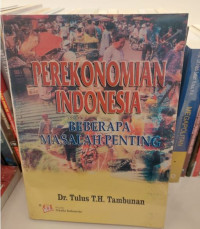 PEREKONOMIAN
INDONESIA
BEBERAPA
MASALAH PENTING
Dr. Tulus T.H. Tambunan